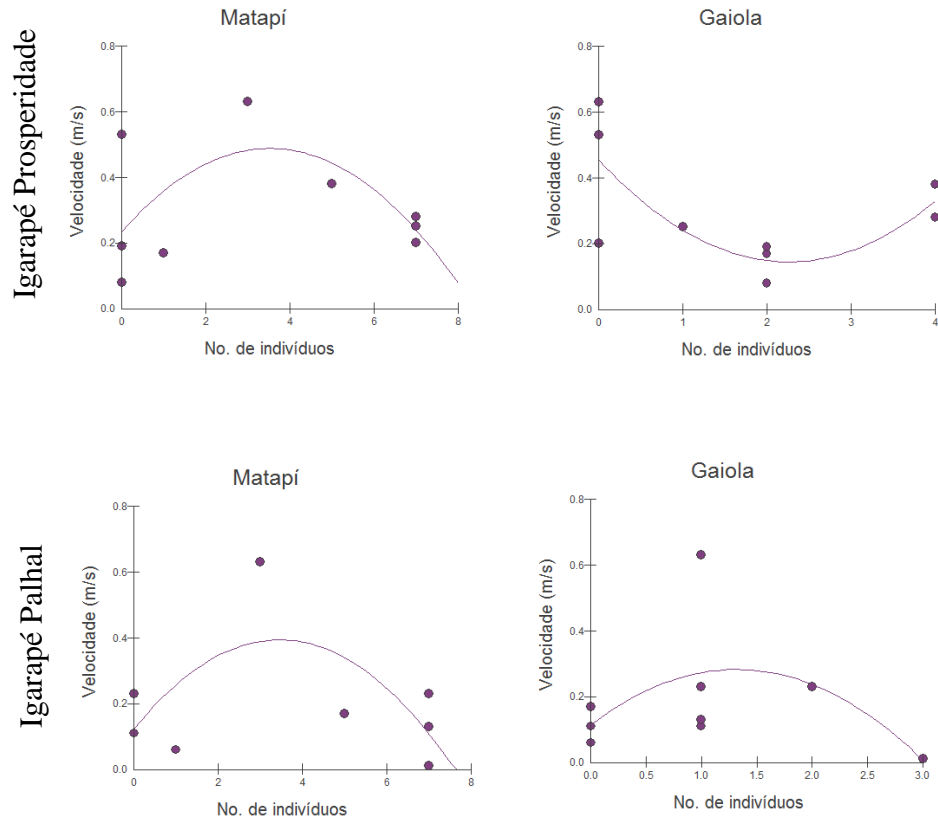 Igarapé Prosperidade
Matapí
Velocidade (m/s)
0.8
0.6
0.4
0.2
0.0
0 2 4 6 8
No. de indivíduos
Gaiola
Velocidade (m/s)
0.8
0.6
0.4
0.2
0.0
0 1 2 3 4
No. de indivíduos
Igarapé Palhal
Matapí
Velocidade (m/s)
0.8
0.6
0.4
0.2
0.0
0 2 4 6 8
No. de indivíduos
Gaiola
Velocidade (m/s)
0.8
0.6
0.4
0.2
0.0
0.0 0.5 1.0 1.5 2.0 2.5 3.0
No. de indivíduos